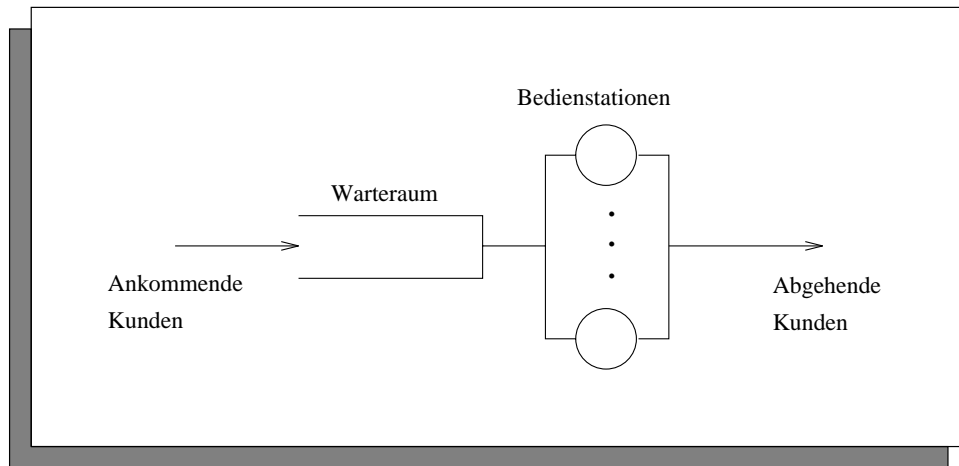 Bedienstationen
Warteraum
Ankommende
Kunden
Abgehende
Kunden